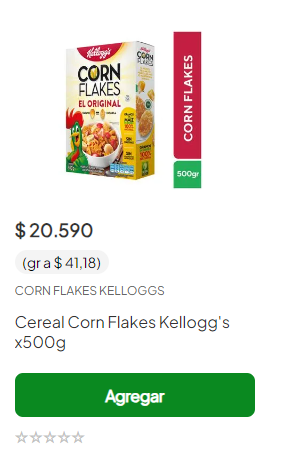 Kellogg's
CORN
FLAKES
EL ORIGINAL
CORN FLAKES
500gr
$ 20.590
(gr a $ 41,18)
CORN FLAKES KELLOGGS
Cereal Corn Flakes Kellogg's
x500g
Agregar